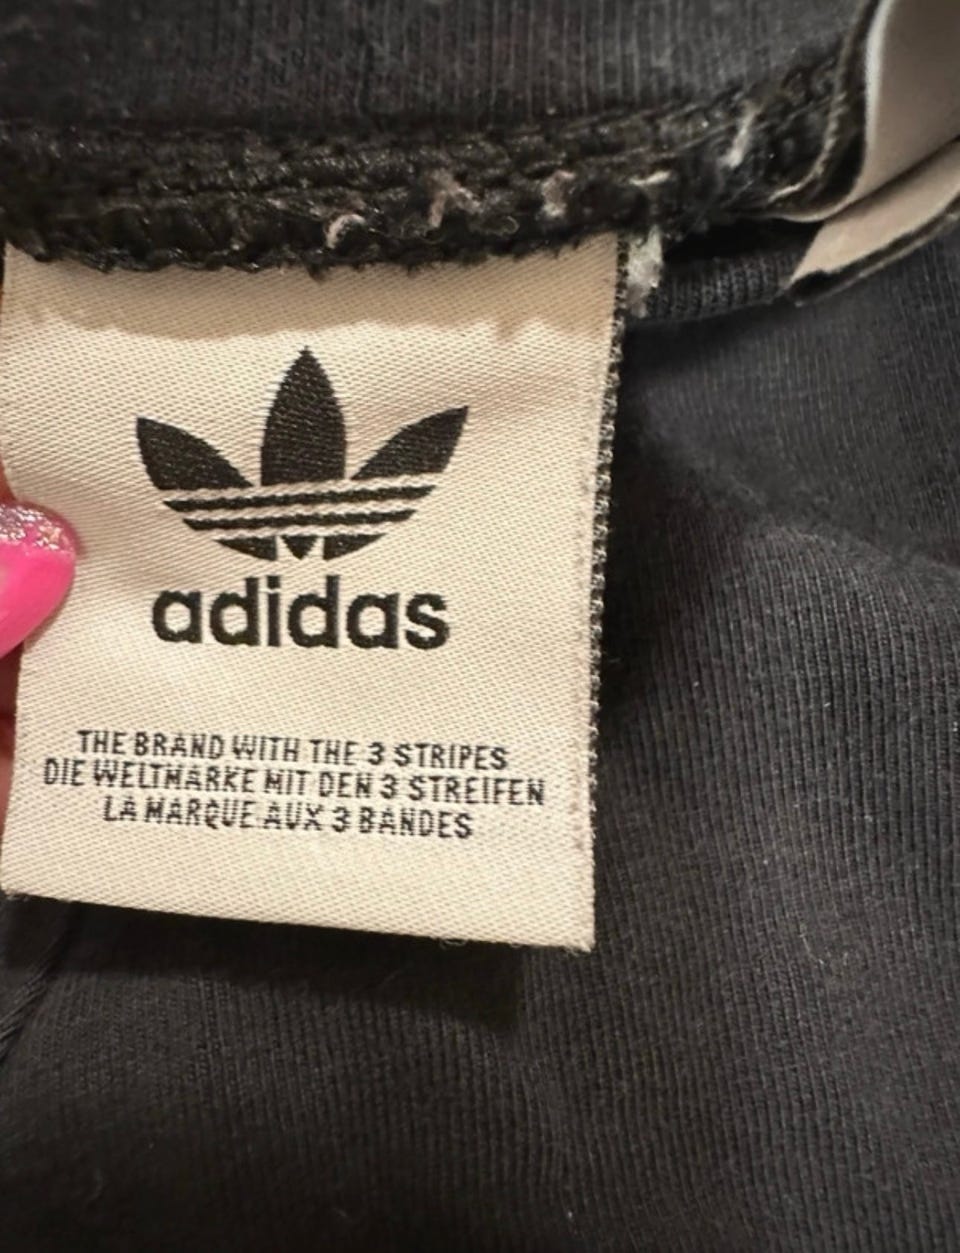 adidas
THE BRAND WITH THE 3 STRIPES
DIE WELTMARKE MIT DEN 3 STREIFEN
LA MARQUE AUX 3 BANDES